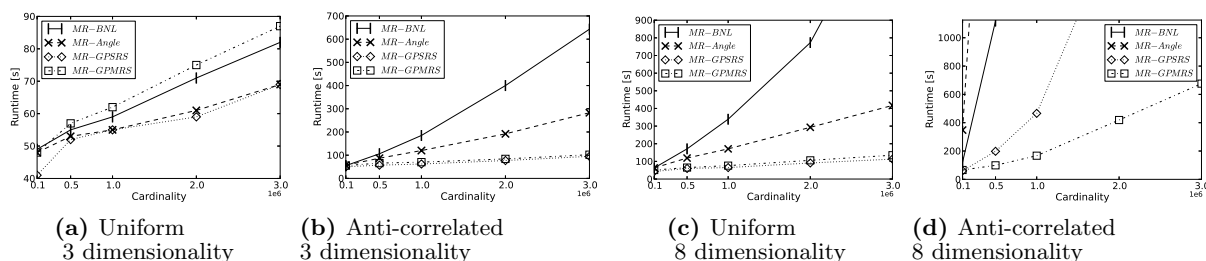 90
80
70
60
50
40
Runtime [s]
MR-BNL
MR-Angle
MR-GPSRS
MR-GPMRS
0.1 0.5 1.0 2.0 3.0
Cardinality 1e6
(a) Uniform
3 dimensionality
700
600
500
400
300
200
100
0
Runtime [s]
MR-BNL
MR-Angle
MR-GPSRS
MR-GPMRS
0.1 0.5 1.0 2.0 3.0
Cardinality 1e6
(b) Anti-correlated
3 dimensionality
900
800
700
600
500
400
300
200
100
0
Runtime [s]
MR-BNL
MR-Angle
MR-GPSRS
MR-GPMRS
0.1 0.5 1.0 2.0 3.0
Cardinality 1e6
(c) Uniform
8 dimensionality
1000
800
600
400
200
0
Runtime [s]
MR-BNL
MR-Angle
MR-GPSRS
MR-GPMRS
0.1 0.5 1.0 2.0 3.0
Cardinality 1e6
(d) Anti-correlated
8 dimensionality